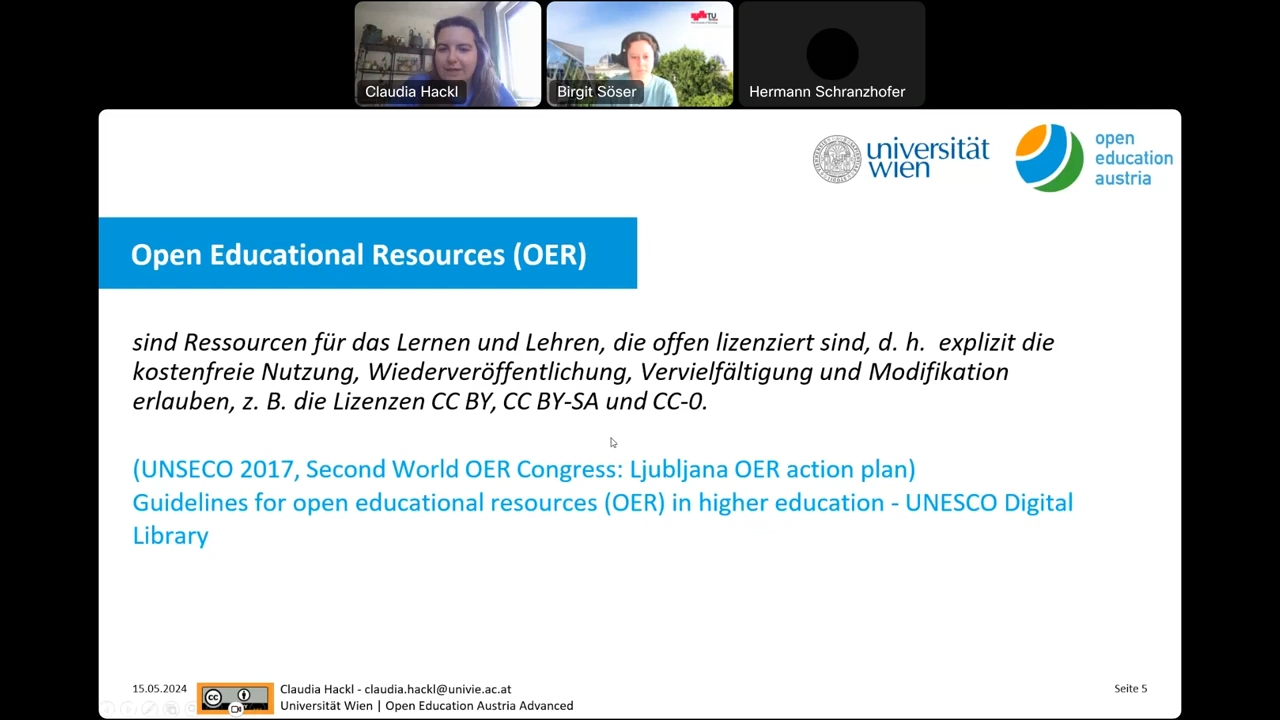 Claudia Hackl
Birgit Söser
Hermann Schranzhofer
TU
universität
wien
open
education
austria
Open Educational Resources (OER)
sind Ressourcen für das Lernen und Lehren, die offen lizenziert sind, d. h. explizit die
kostenfreie Nutzung, Wiederveröffentlichung, Vervielfältigung und Modifikation
erlauben, z. B. die Lizenzen CC BY, CC BY-SA und CC-0.
(UNSECO 2017, Second World OER Congress: Ljubljana OER action plan)
Guidelines for open educational resources (OER) in higher education - UNESCO Digital
Library
15.05.2024
cc
Claudia Hackl - claudia.hackl@univie.ac.at
Universität Wien | Open Education Austria Advanced
Seite 5